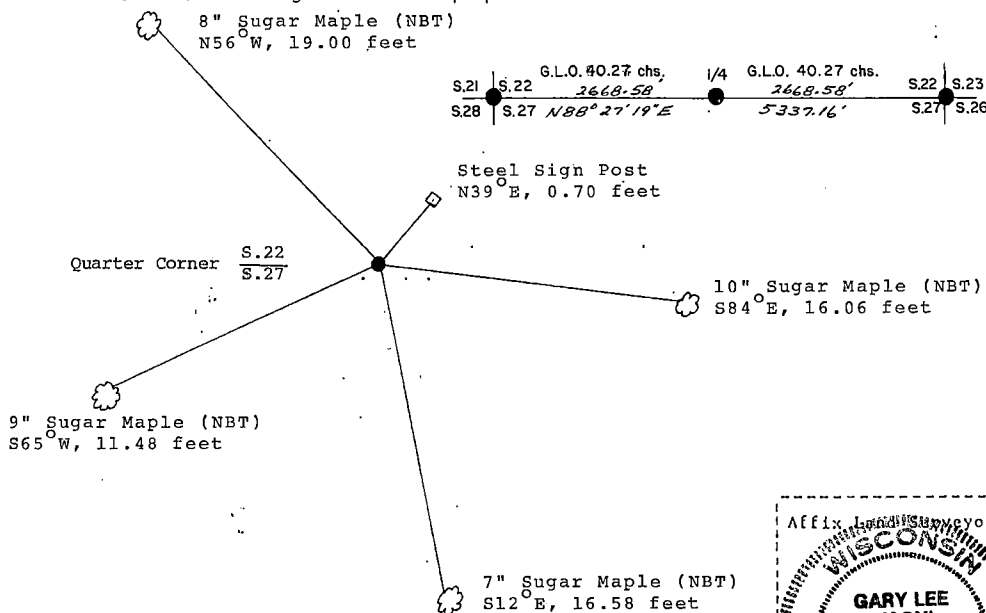 8" Sugar Maple (NBT)
N56°W, 19.00 feet
G.L.O. 40.27 chs. 1/4 G.L.O. 40.27 chs.
S.21 S.22 2668.58' 2668.58' S.22 S.23
S.28 S.27 N88°27'19"E 5337.16' S.27 S.26
Steel Sign Post
N39°E, 0.70 feet
Quarter Corner S.22
S.27
10" Sugar Maple (NBT)
S84°E, 16.06 feet
9" Sugar Maple (NBT)
S65°W, 11.48 feet
7" Sugar Maple (NBT)
S12°E, 16.58 feet
Affix Land Surveyo
WISCONSIN
GARY LEE